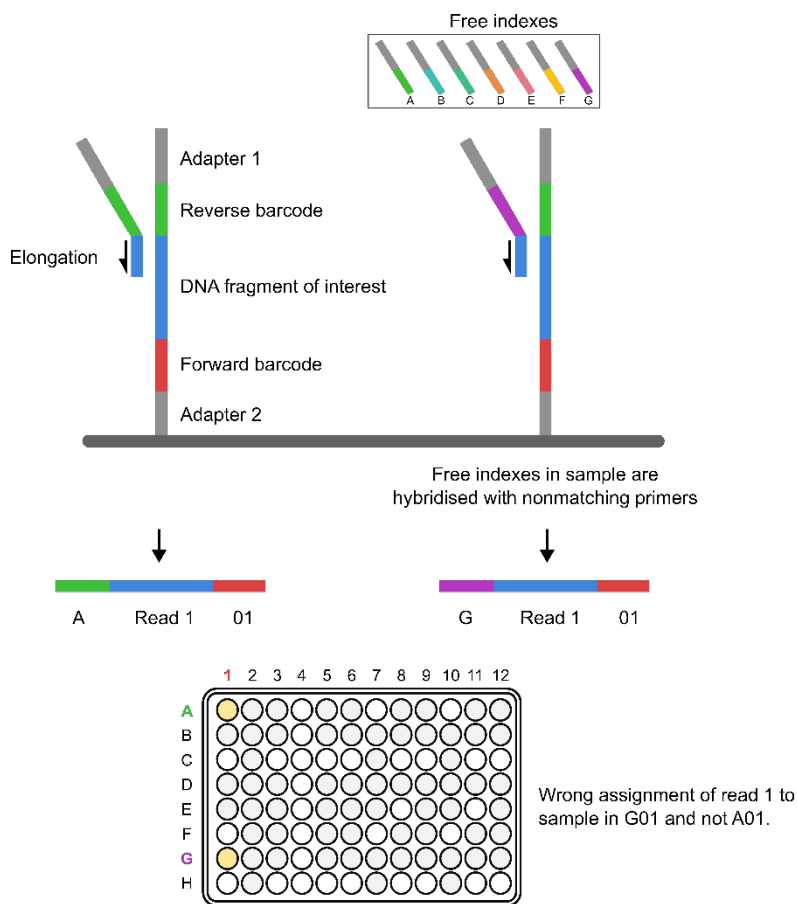 Free indexes
A B C D E F G
Adapter 1
Reverse barcode
Elongation
DNA fragment of interest
Forward barcode
Adapter 2
Free indexes in sample are
hybridised with nonmatching primers
A Read 1 01
G Read 1 01
1 2 3 4 5 6 7 8 9 10 11 12
A
B
C
D
E
F
G
H
Wrong assignment of read 1 to
sample in G01 and not A01.